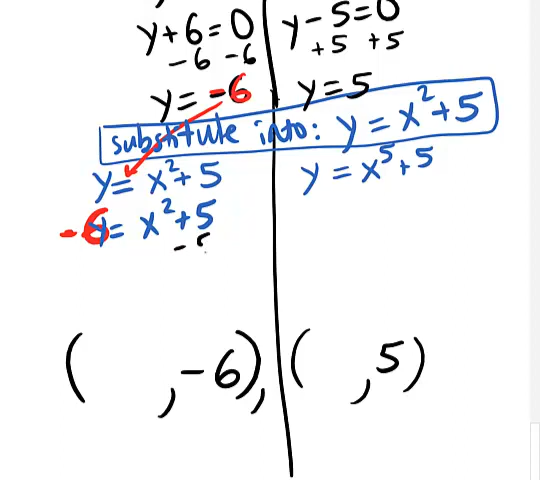 y+6=0 y-5=0
-6 -6 +5 +5
y=-6 y=5
substitute into: y=x²+5
y=x²+5 y=x⁵+5
-6=x²+5
-5
( ,-6),( ,5)